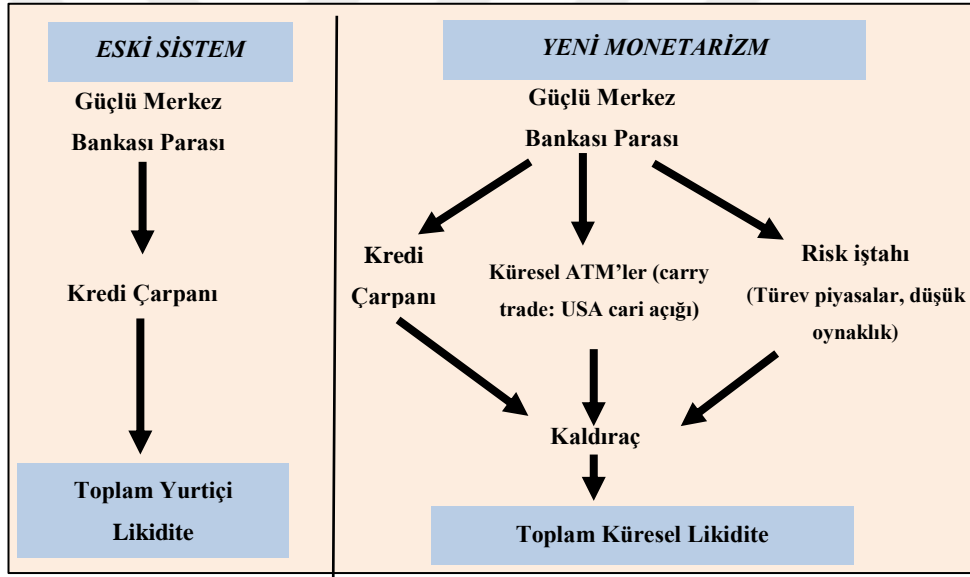 ESKİ SİSTEM
Güçlü Merkez
Bankası Parası
Kredi Çarpanı
Toplam Yurtiçi
Likidite
YENİ MONETARİZM
Güçlü Merkez
Bankası Parası
Kredi
Çarpanı
Küresel ATM’ler (carry
trade: USA cari açığı)
Risk iştahı
(Türev piyasalar, düşük
oynaklık)
Kaldıraç
Toplam Küresel Likidite